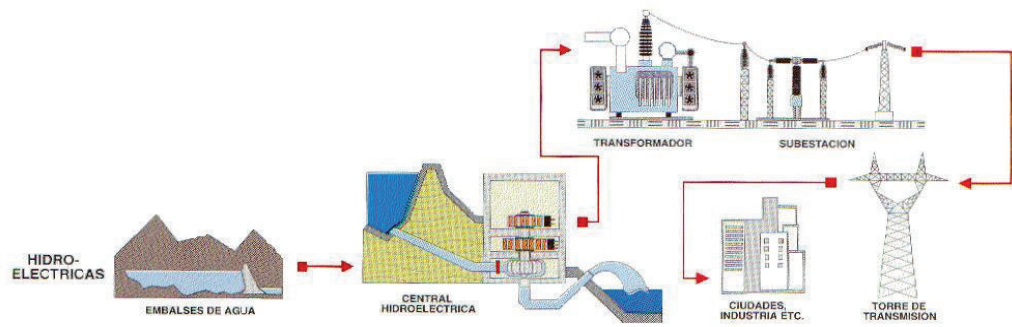 TRANSFORMADOR
SUBESTACION
HIDRO-
ELECTRICAS
EMBALSES DE AGUA
CENTRAL
HIDROELECTRICA
CIUDADES,
INDUSTRIA ETC.
TORRE DE
TRANSMISION